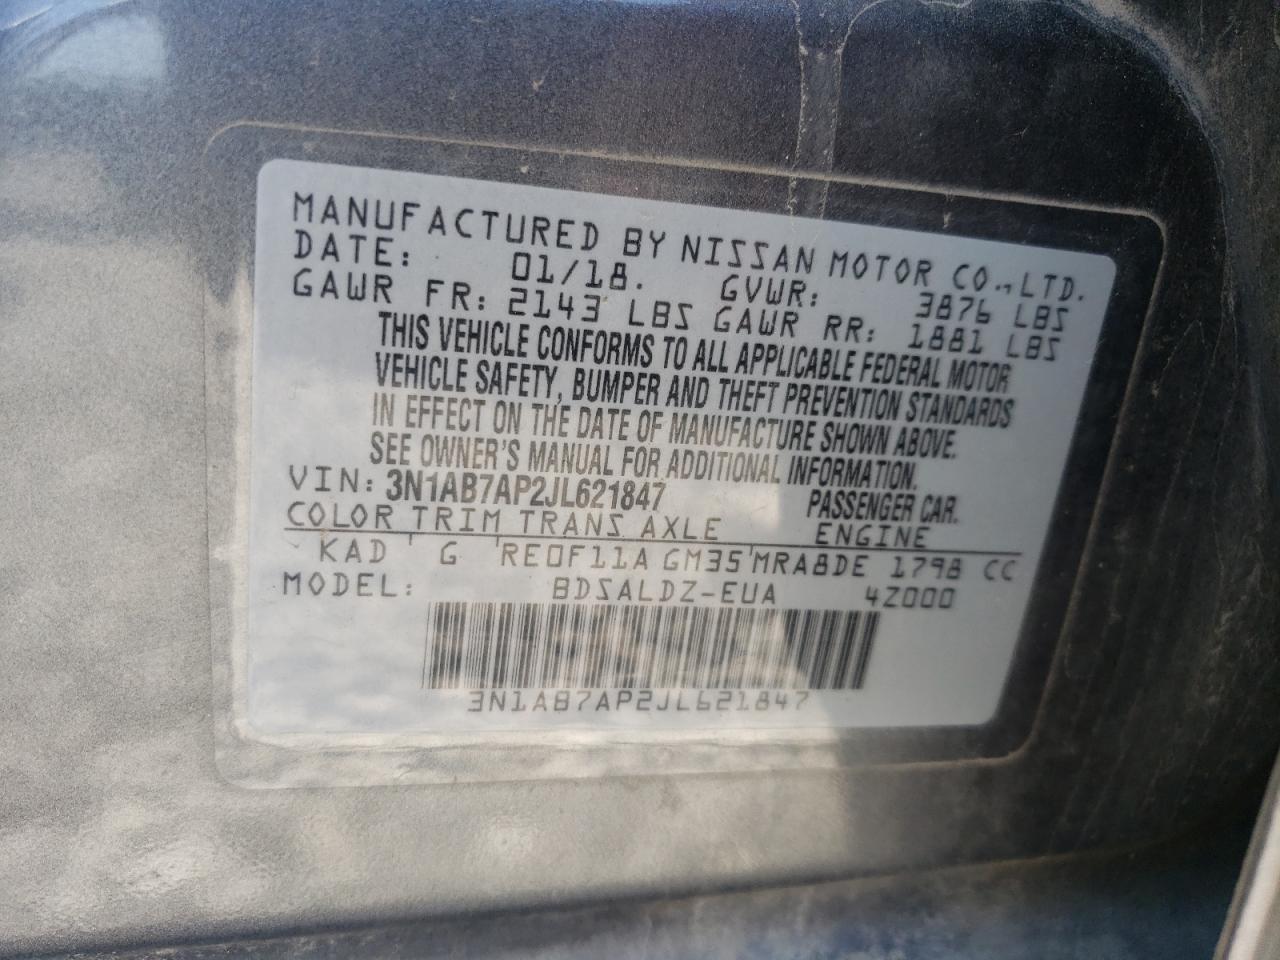 MANUFACTURED BY NISSAN MOTOR CO., LTD.
DATE: 01/18. GVWR: 3876 LBS
GAWR FR: 2143 LBS GAWR RR: 1881 LBS
THIS VEHICLE CONFORMS TO ALL APPLICABLE FEDERAL MOTOR
VEHICLE SAFETY, BUMPER AND THEFT PREVENTION STANDARDS
IN EFFECT ON THE DATE OF MANUFACTURE SHOWN ABOVE.
SEE OWNER'S MANUAL FOR ADDITIONAL INFORMATION.
VIN: 3N1AB7AP2JL621847 PASSENGER CAR.
COLOR TRIM TRANS AXLE ENGINE
KAD G RE0F11A GM35 MRA8DE 1798 CC
MODEL: BDSALDZ-EUA 4Z000
3N1AB7AP2JL621847